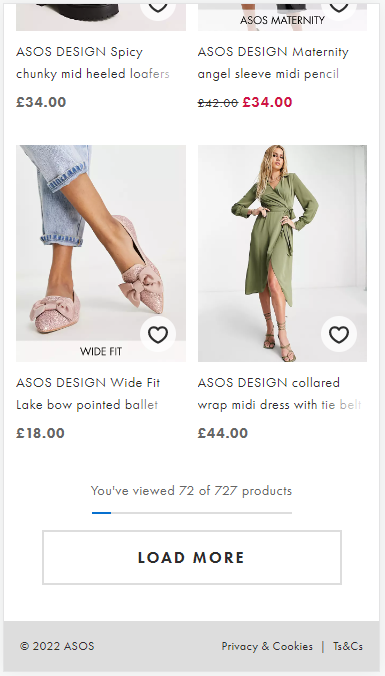 ASOS MATERNITY
ASOS DESIGN Spicy
chunky mid heeled loafers
£34.00
ASOS DESIGN Maternity
angel sleeve midi pencil
£42.00 £34.00
WIDE FIT
ASOS DESIGN Wide Fit
Lake bow pointed ballet
£18.00
ASOS DESIGN collared
wrap midi dress with tie belt
£44.00
You've viewed 72 of 727 products
LOAD MORE
© 2022 ASOS
Privacy & Cookies | Ts&Cs